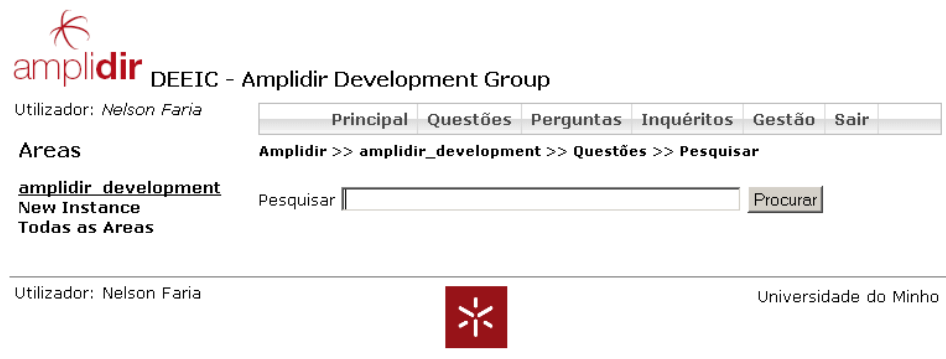 amplidir DEEIC - Amplidir Development Group
Utilizador: Nelson Faria
Principal Questões Perguntas Inquéritos Gestão Sair
Areas
Amplidir >> amplidir_development >> Questões >> Pesquisar
amplidir_development
New Instance
Todas as Areas
Pesquisar Procurar
Utilizador: Nelson Faria
Universidade do Minho